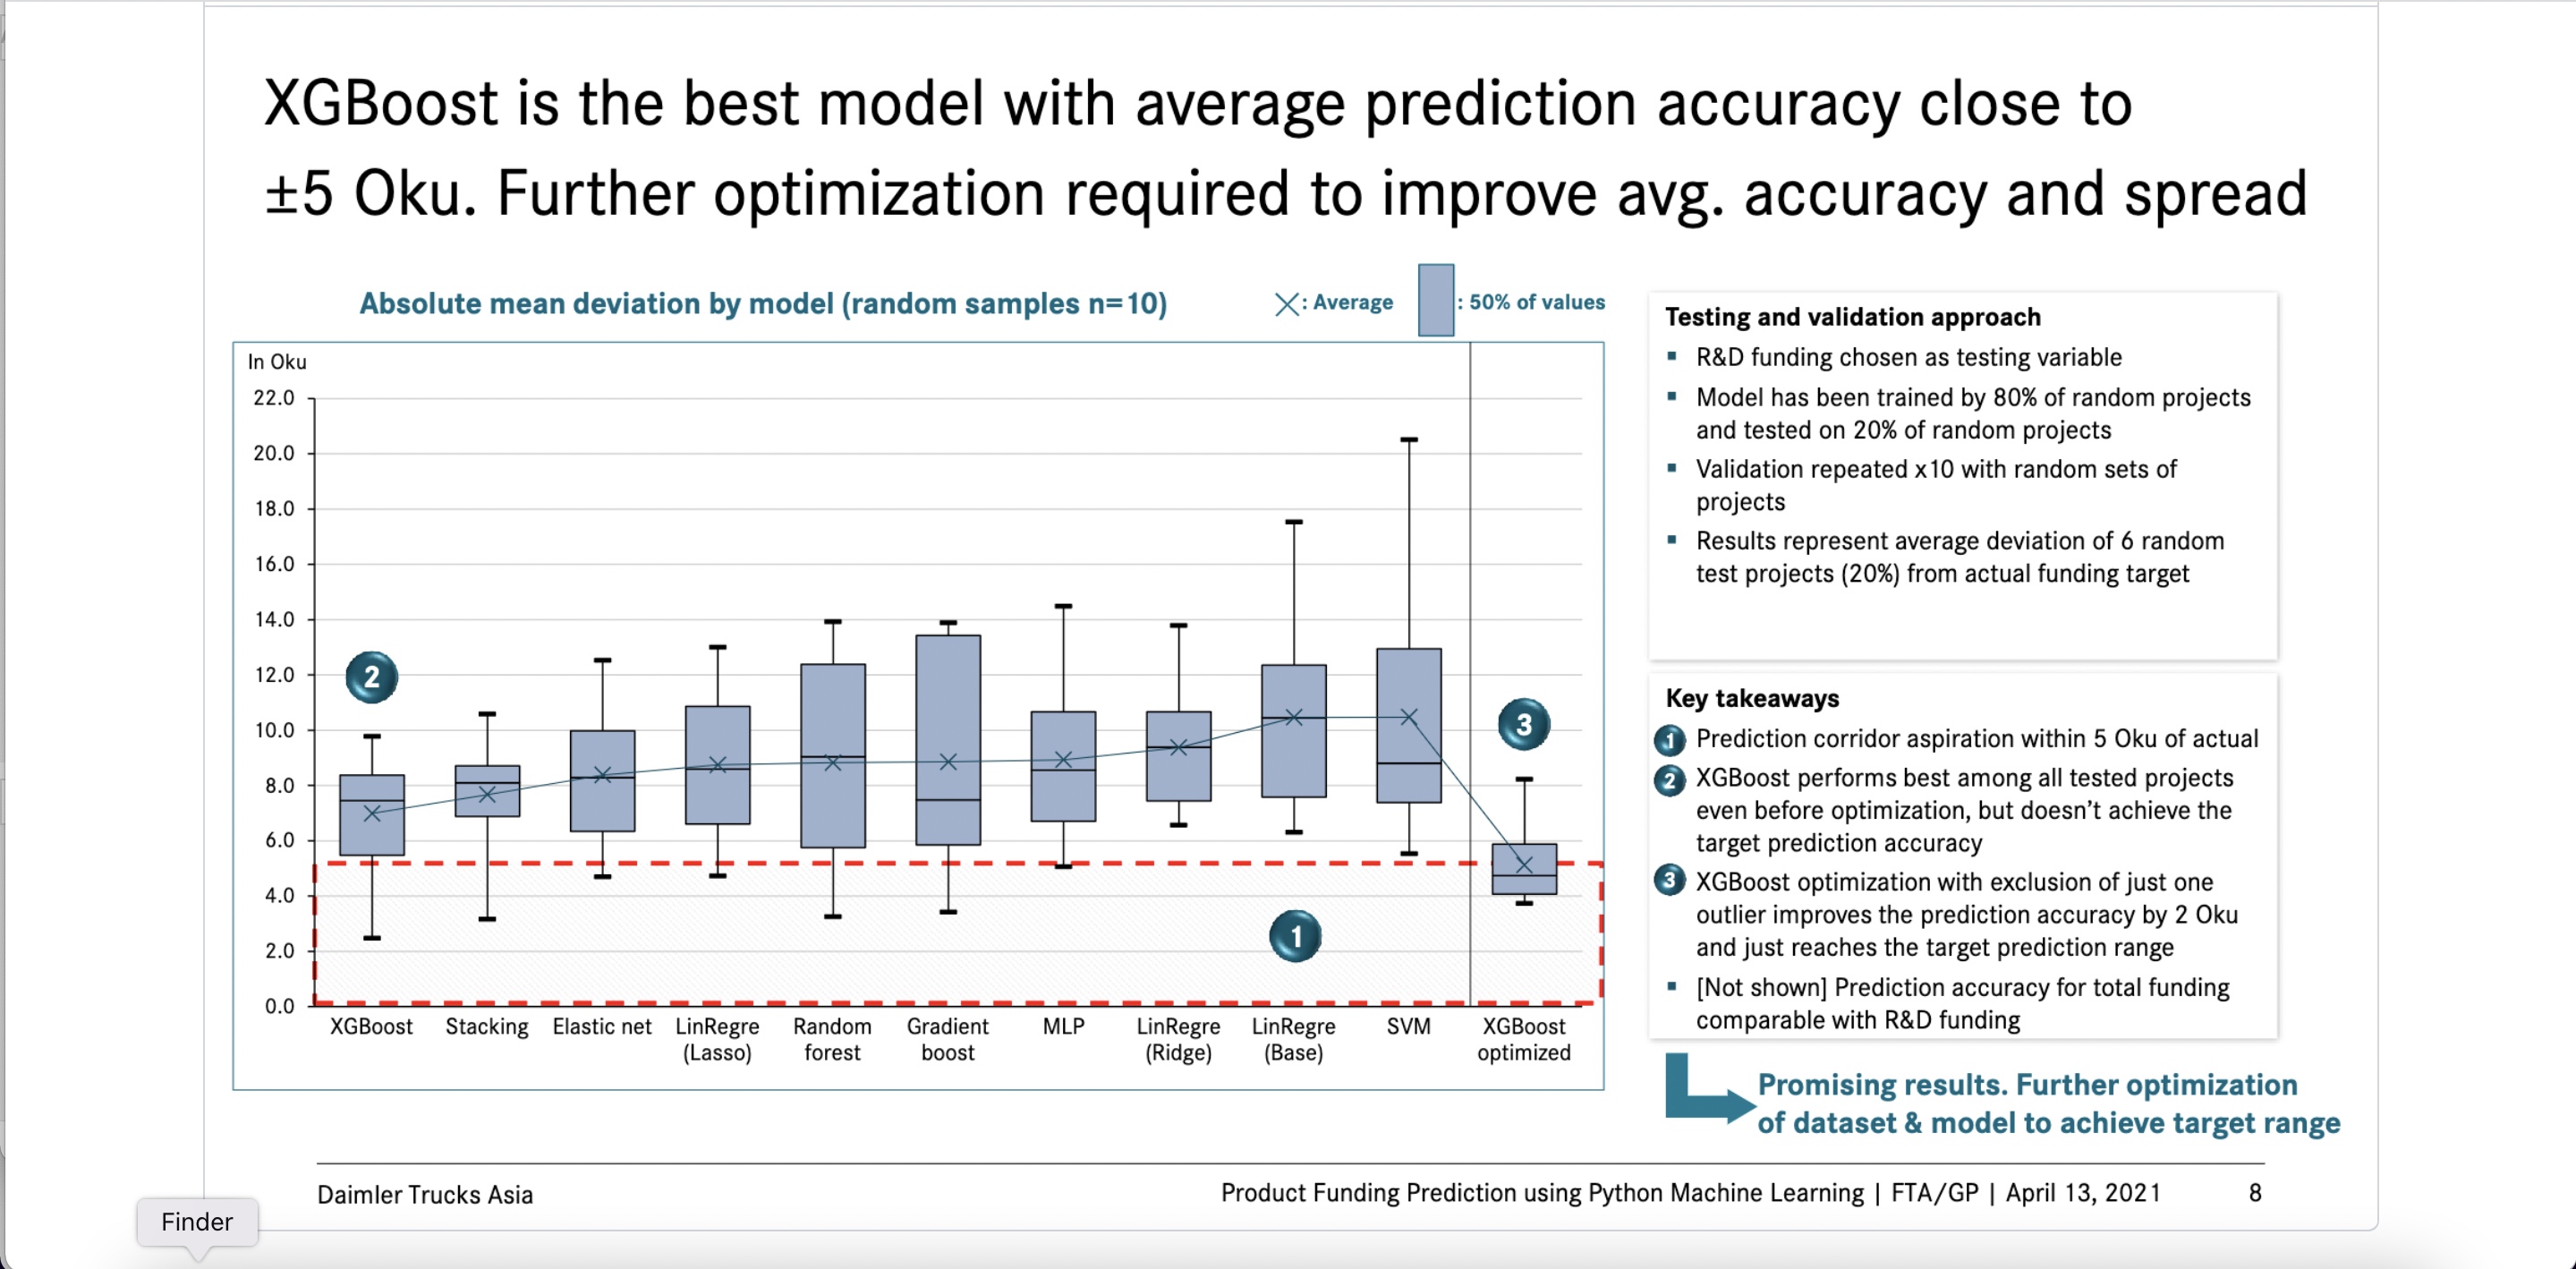 XGBoost is the best model with average prediction accuracy close to
±5 Oku. Further optimization required to improve avg. accuracy and spread
Absolute mean deviation by model (random samples n=10)
: Average
: 50% of values
In Oku
22.0
20.0
18.0
16.0
14.0
12.0
10.0
8.0
6.0
4.0
2.0
0.0
2
3
1
XGBoost
Stacking
Elastic net
LinRegre
(Lasso)
Random
forest
Gradient
boost
MLP
LinRegre
(Ridge)
LinRegre
(Base)
SVM
XGBoost
optimized
Testing and validation approach
R&D funding chosen as testing variable
Model has been trained by 80% of random projects
and tested on 20% of random projects
Validation repeated x10 with random sets of
projects
Results represent average deviation of 6 random
test projects (20%) from actual funding target
Key takeaways
1 Prediction corridor aspiration within 5 Oku of actual
2 XGBoost performs best among all tested projects
even before optimization, but doesn't achieve the
target prediction accuracy
3 XGBoost optimization with exclusion of just one
outlier improves the prediction accuracy by 2 Oku
and just reaches the target prediction range
[Not shown] Prediction accuracy for total funding
comparable with R&D funding
Promising results. Further optimization
of dataset & model to achieve target range
Daimler Trucks Asia
Product Funding Prediction using Python Machine Learning | FTA/GP | April 13, 2021
8
Finder